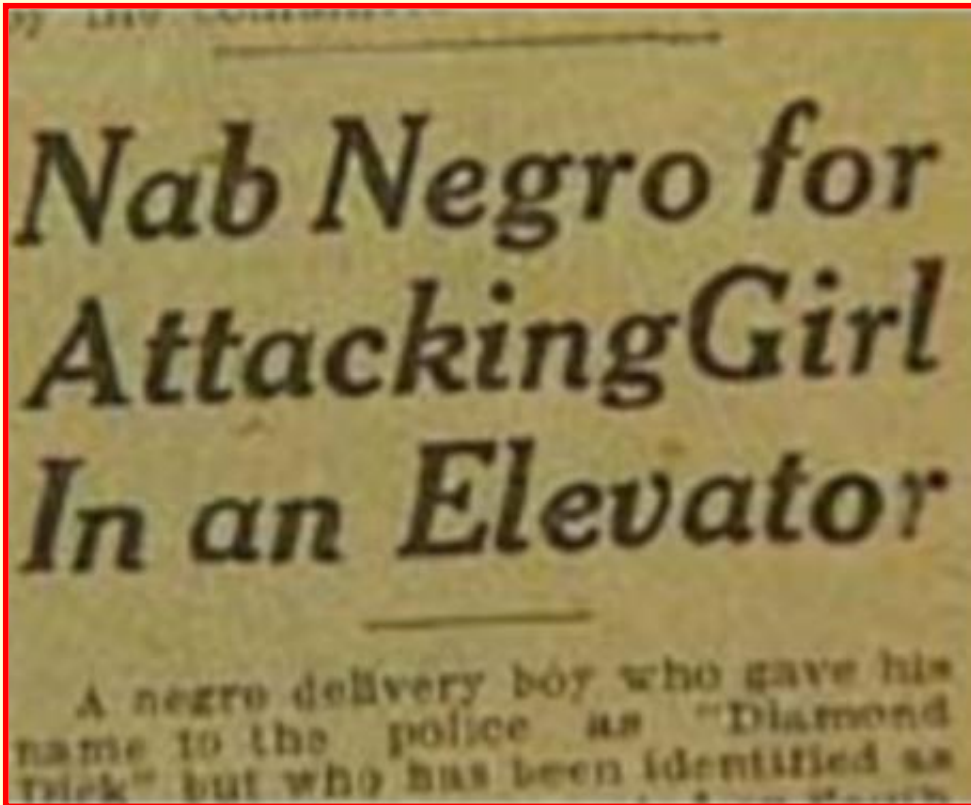 Nab Negro for
Attacking Girl
In an Elevator
A negro delivery boy who gave his
name to the police as "Diamond
Dick" but who has been identified as